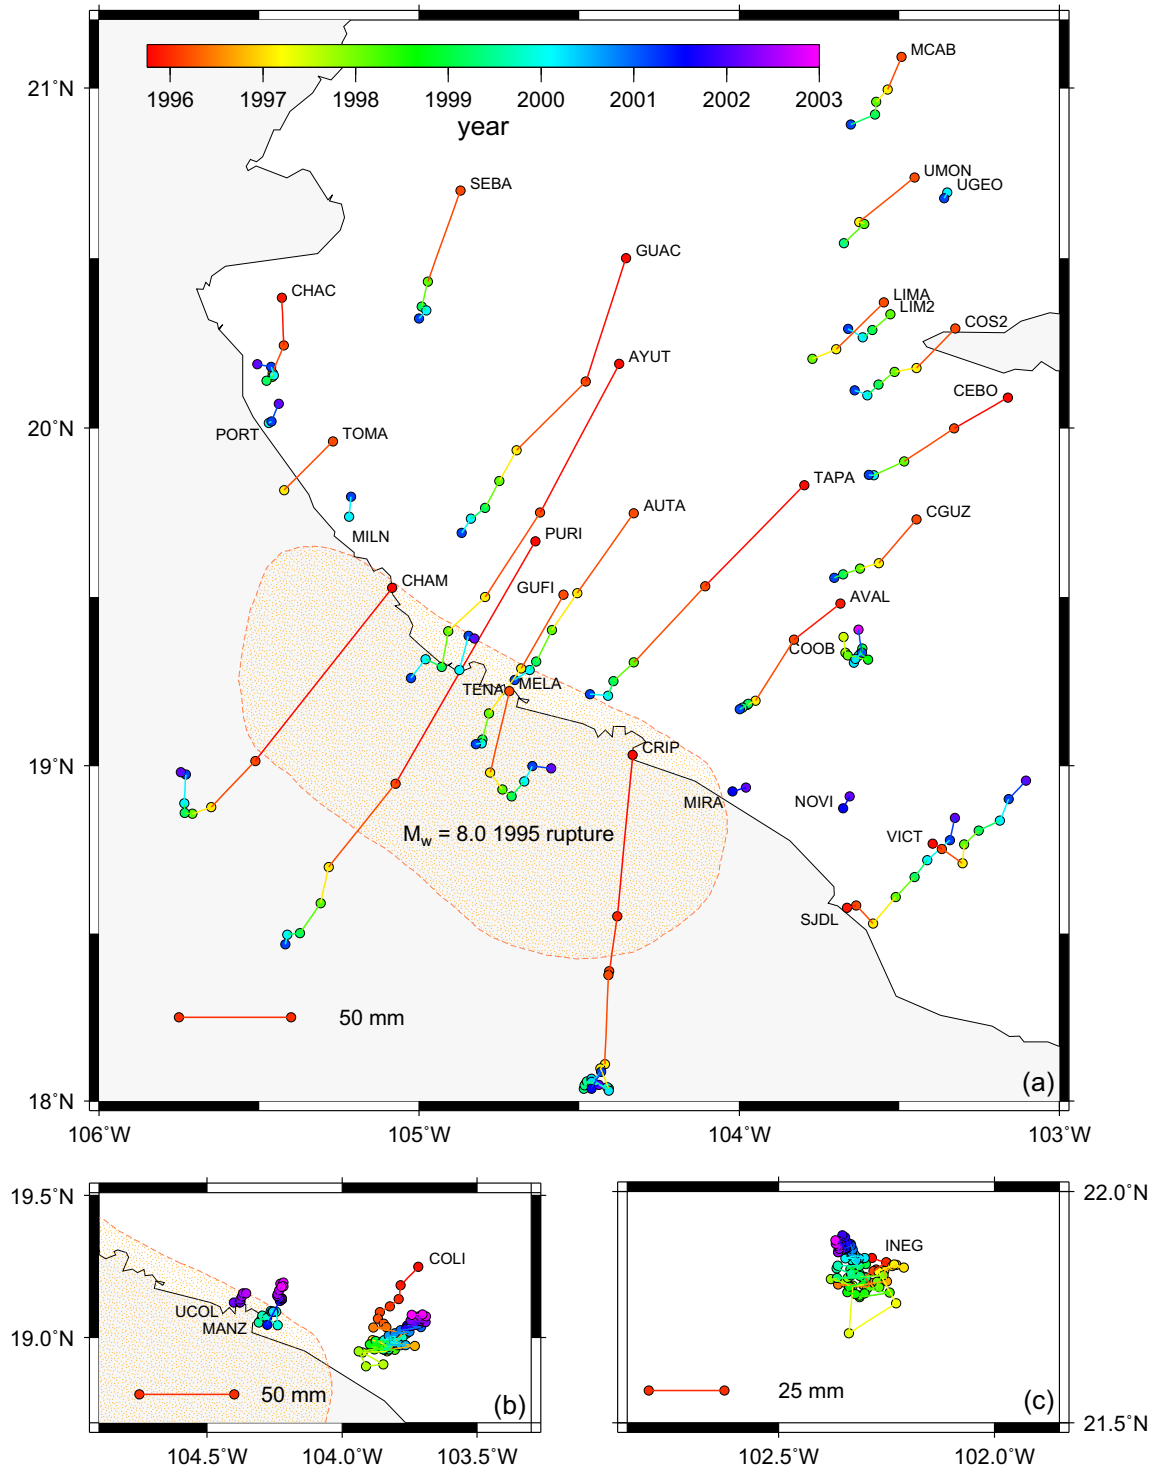 21°N
20°N
19°N
18°N
1996 1997 1998 1999 2000 2001 2002 2003
year
MCAB
UMON
UGEO
SEBA
GUAC
CHAC
LIMA
LIM2
COS2
AYUT
CEBO
PORT
TOMA
TAPA
MILN
AUTA
PURI
CGUZ
CHAM
GUFI
AVAL
COOB
TENA
MELA
CRIP
MIRA
NOVI
M_w = 8.0 1995 rupture
VICT
SJDL
50 mm
(a)
106°W 105°W 104°W 103°W
19.5°N
19.0°N
COLI
UCOL
MANZ
50 mm
(b)
104.5°W 104.0°W 103.5°W
22.0°N
21.5°N
INEG
25 mm
(c)
102.5°W 102.0°W